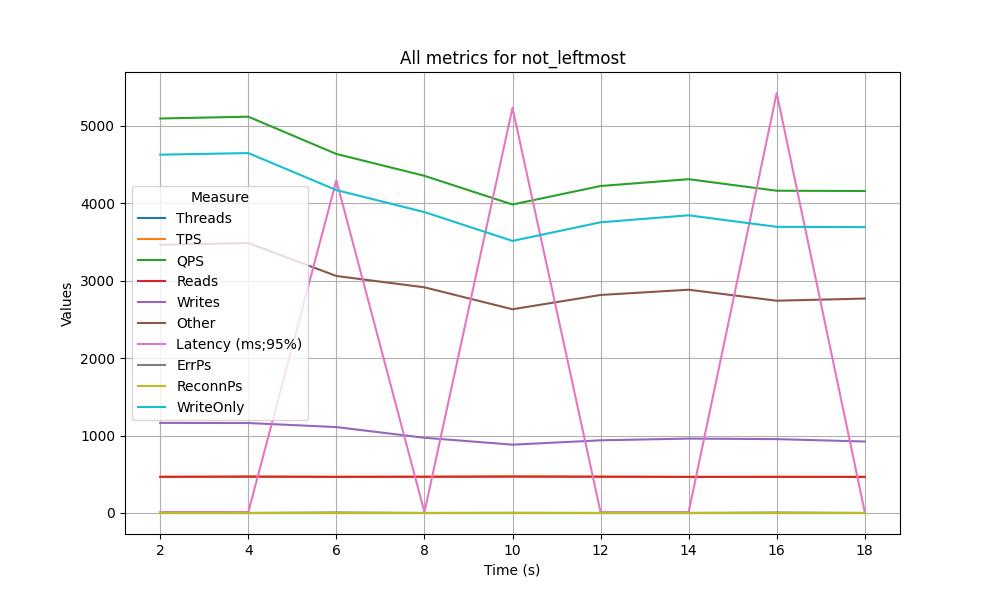 All metrics for not_leftmost
Values
5000
4000
3000
2000
1000
0
Measure
Threads
TPS
QPS
Reads
Writes
Other
Latency (ms;95%)
ErrPs
ReconnPs
WriteOnly
2 4 6 8 10 12 14 16 18
Time (s)